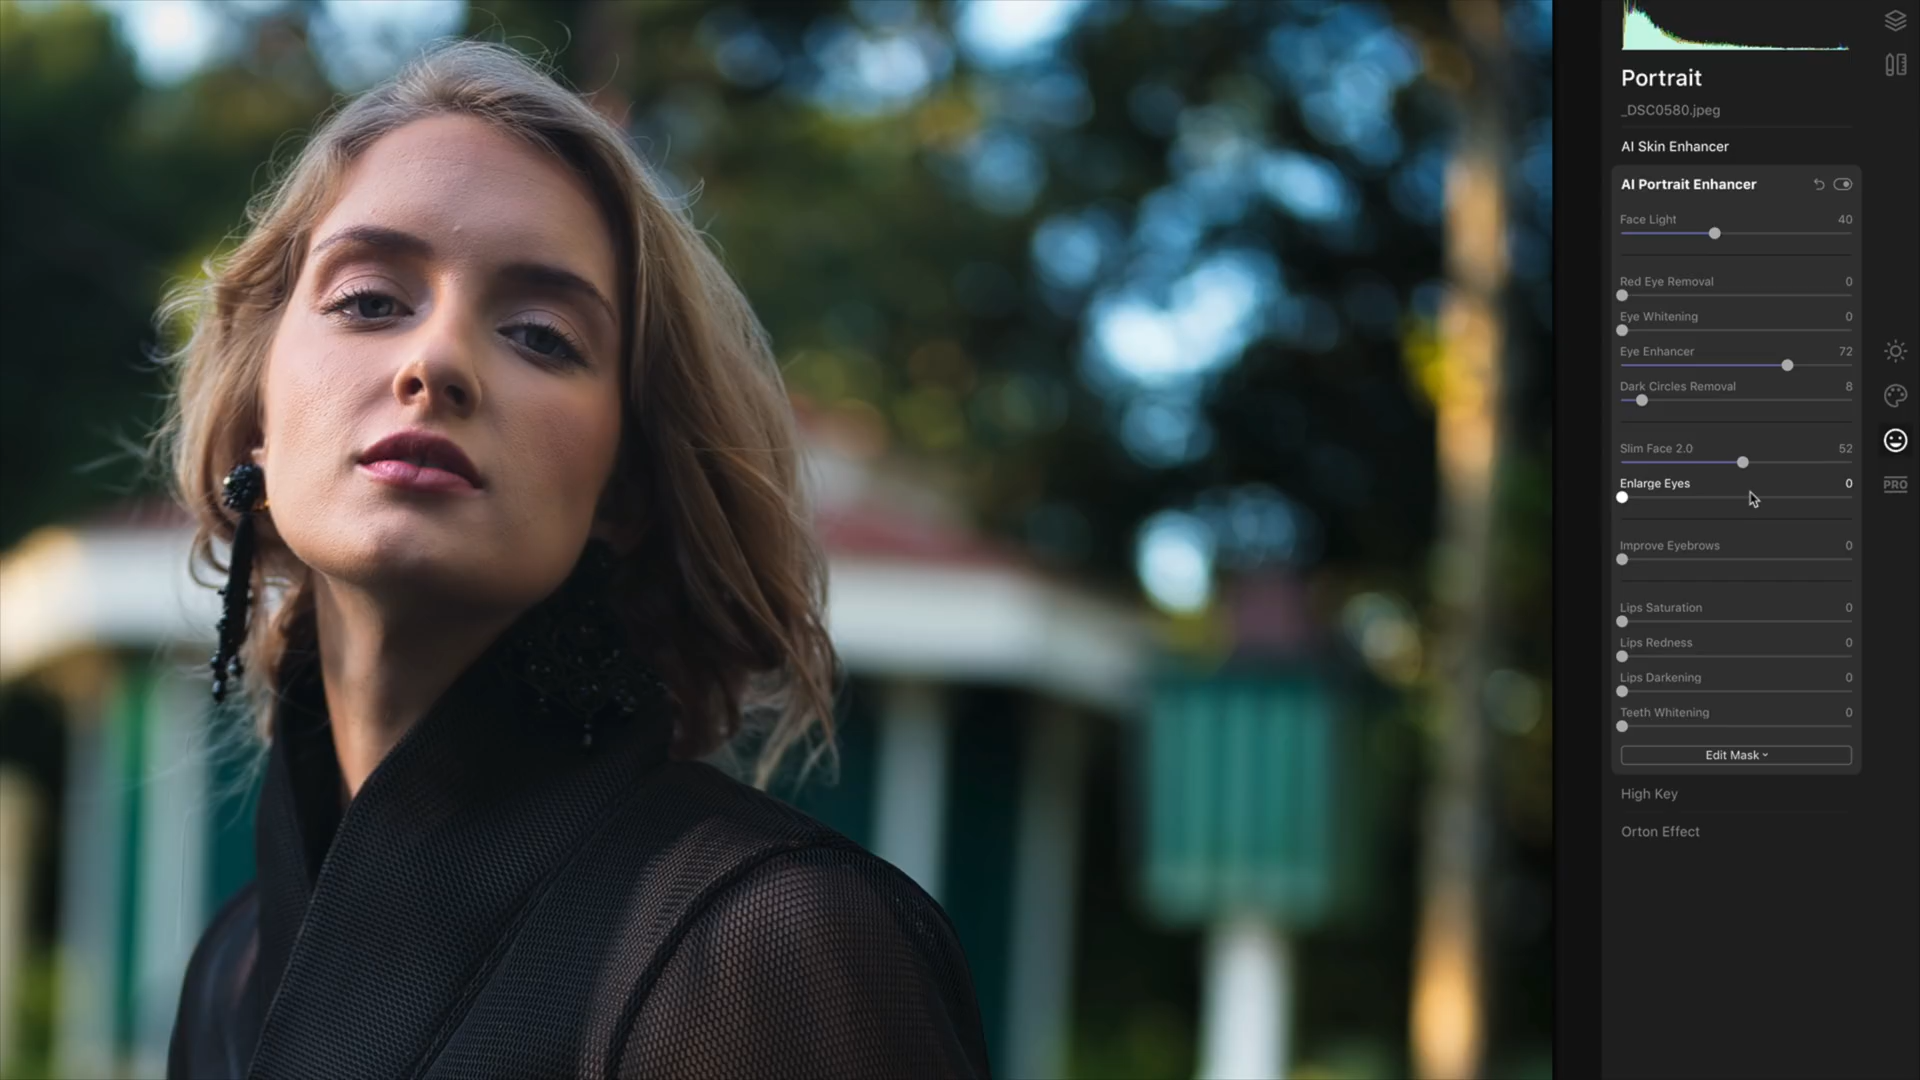 Portrait
_DSC0580.jpeg
AI Skin Enhancer
AI Portrait Enhancer
Face Light 40
Red Eye Removal 0
Eye Whitening 0
Eye Enhancer 72
Dark Circles Removal 8
Slim Face 2.0 52
Enlarge Eyes 0
PRO
Improve Eyebrows 0
Lips Saturation 0
Lips Redness 0
Lips Darkening 0
Teeth Whitening 0
Edit Mask
High Key
Orton Effect